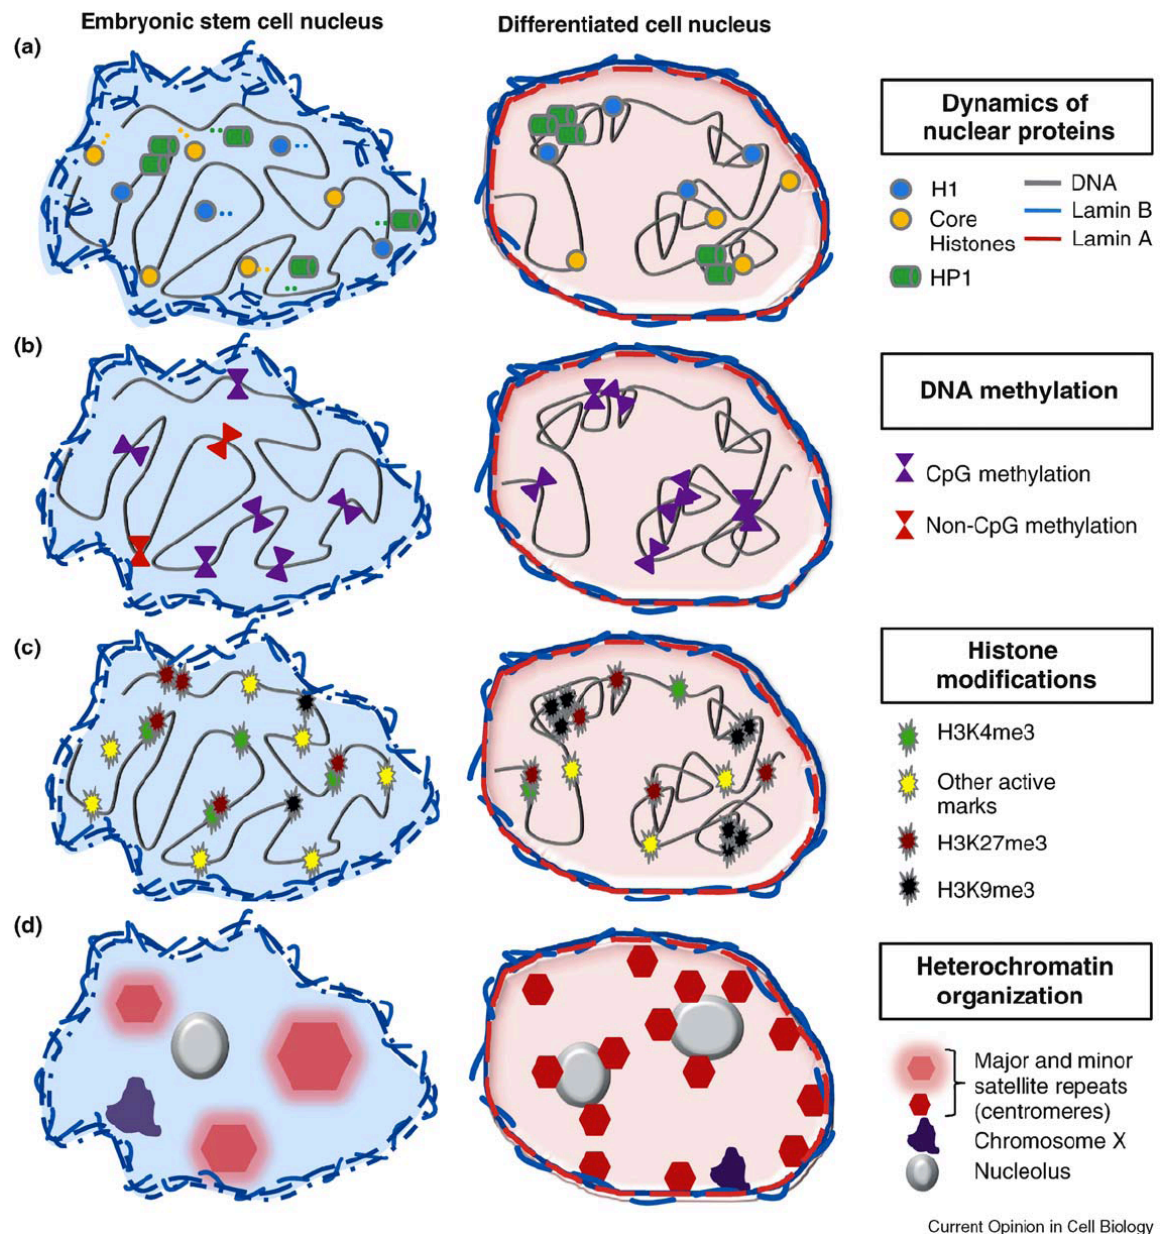 Embryonic stem cell nucleus
Differentiated cell nucleus
(a)
Dynamics of
nuclear proteins
H1
Core
Histones
HP1
DNA
Lamin B
Lamin A
(b)
DNA methylation
CpG methylation
Non-CpG methylation
(c)
Histone
modifications
H3K4me3
Other active
marks
H3K27me3
H3K9me3
(d)
Heterochromatin
organization
Major and minor
satellite repeats
(centromeres)
Chromosome X
Nucleolus
Current Opinion in Cell Biology